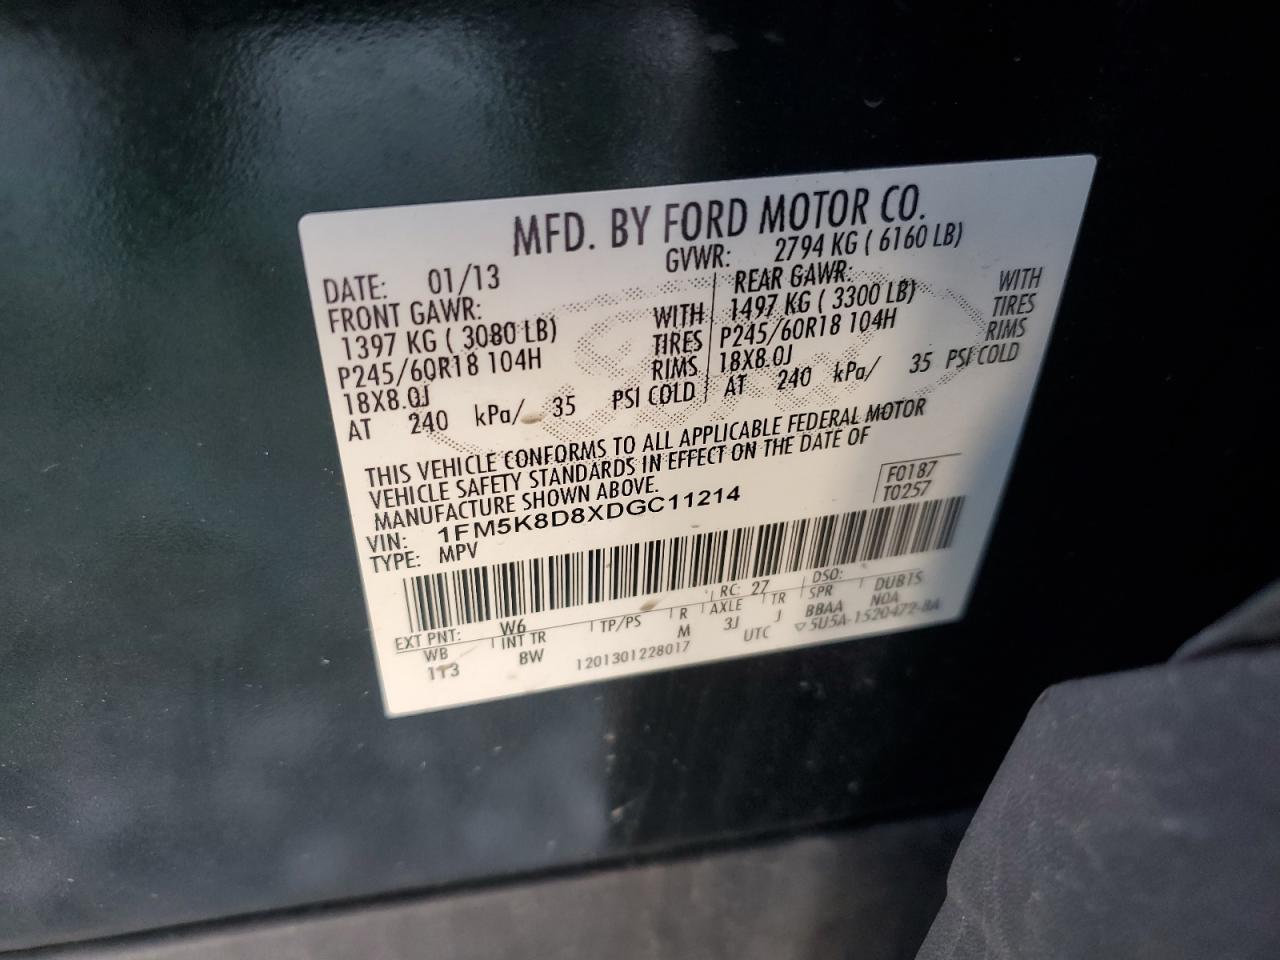 MFD. BY FORD MOTOR CO.
DATE: 01/13 GVWR: 2794 KG ( 6160 LB)
FRONT GAWR: REAR GAWR:
1397 KG ( 3080 LB) WITH 1497 KG ( 3300 LB) WITH
P245/60R18 104H TIRES P245/60R18 104H TIRES
18X8.0J RIMS 18X8.0J RIMS
AT 240 kPa/ 35 PSI COLD AT 240 kPa/ 35 PSI COLD
THIS VEHICLE CONFORMS TO ALL APPLICABLE FEDERAL MOTOR
VEHICLE SAFETY STANDARDS IN EFFECT ON THE DATE OF
MANUFACTURE SHOWN ABOVE.
F0187
T0257
VIN: 1FM5K8D8XDGC11214
TYPE: MPV
EXT PNT: W6 RC: 27 DSO:
WB INT TR TP/PS R AXLE TR SPR DUB1S
1T3 BW M 3J J BBAA NOA
1201301228017 UTC ▽5U5A-1520472-BA